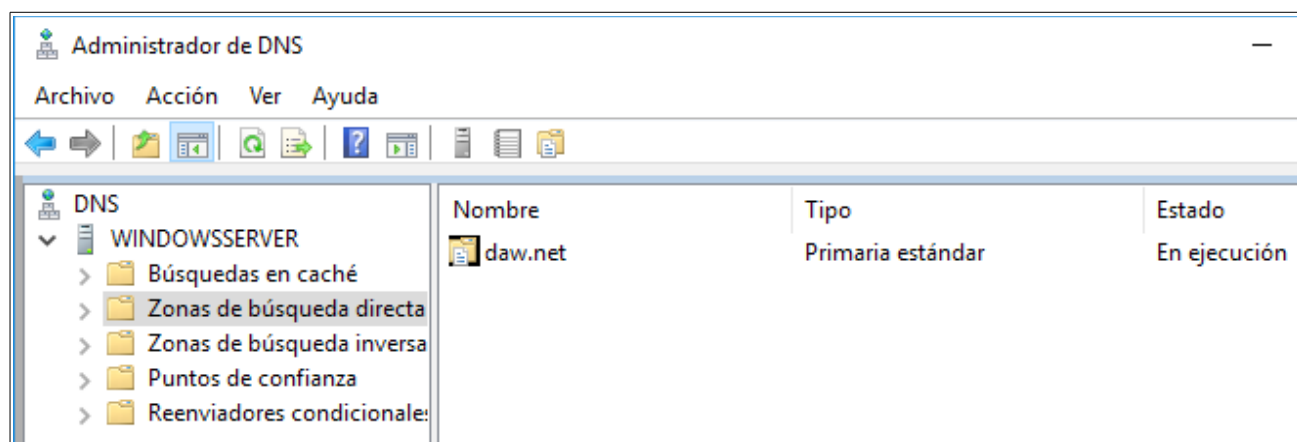 Administrador de DNS
Archivo Acción Ver Ayuda
DNS
WINDOWSSERVER
Búsquedas en caché
Zonas de búsqueda directa
Zonas de búsqueda inversa
Puntos de confianza
Reenviadores condicionale
Nombre Tipo Estado
daw.net Primaria estándar En ejecución